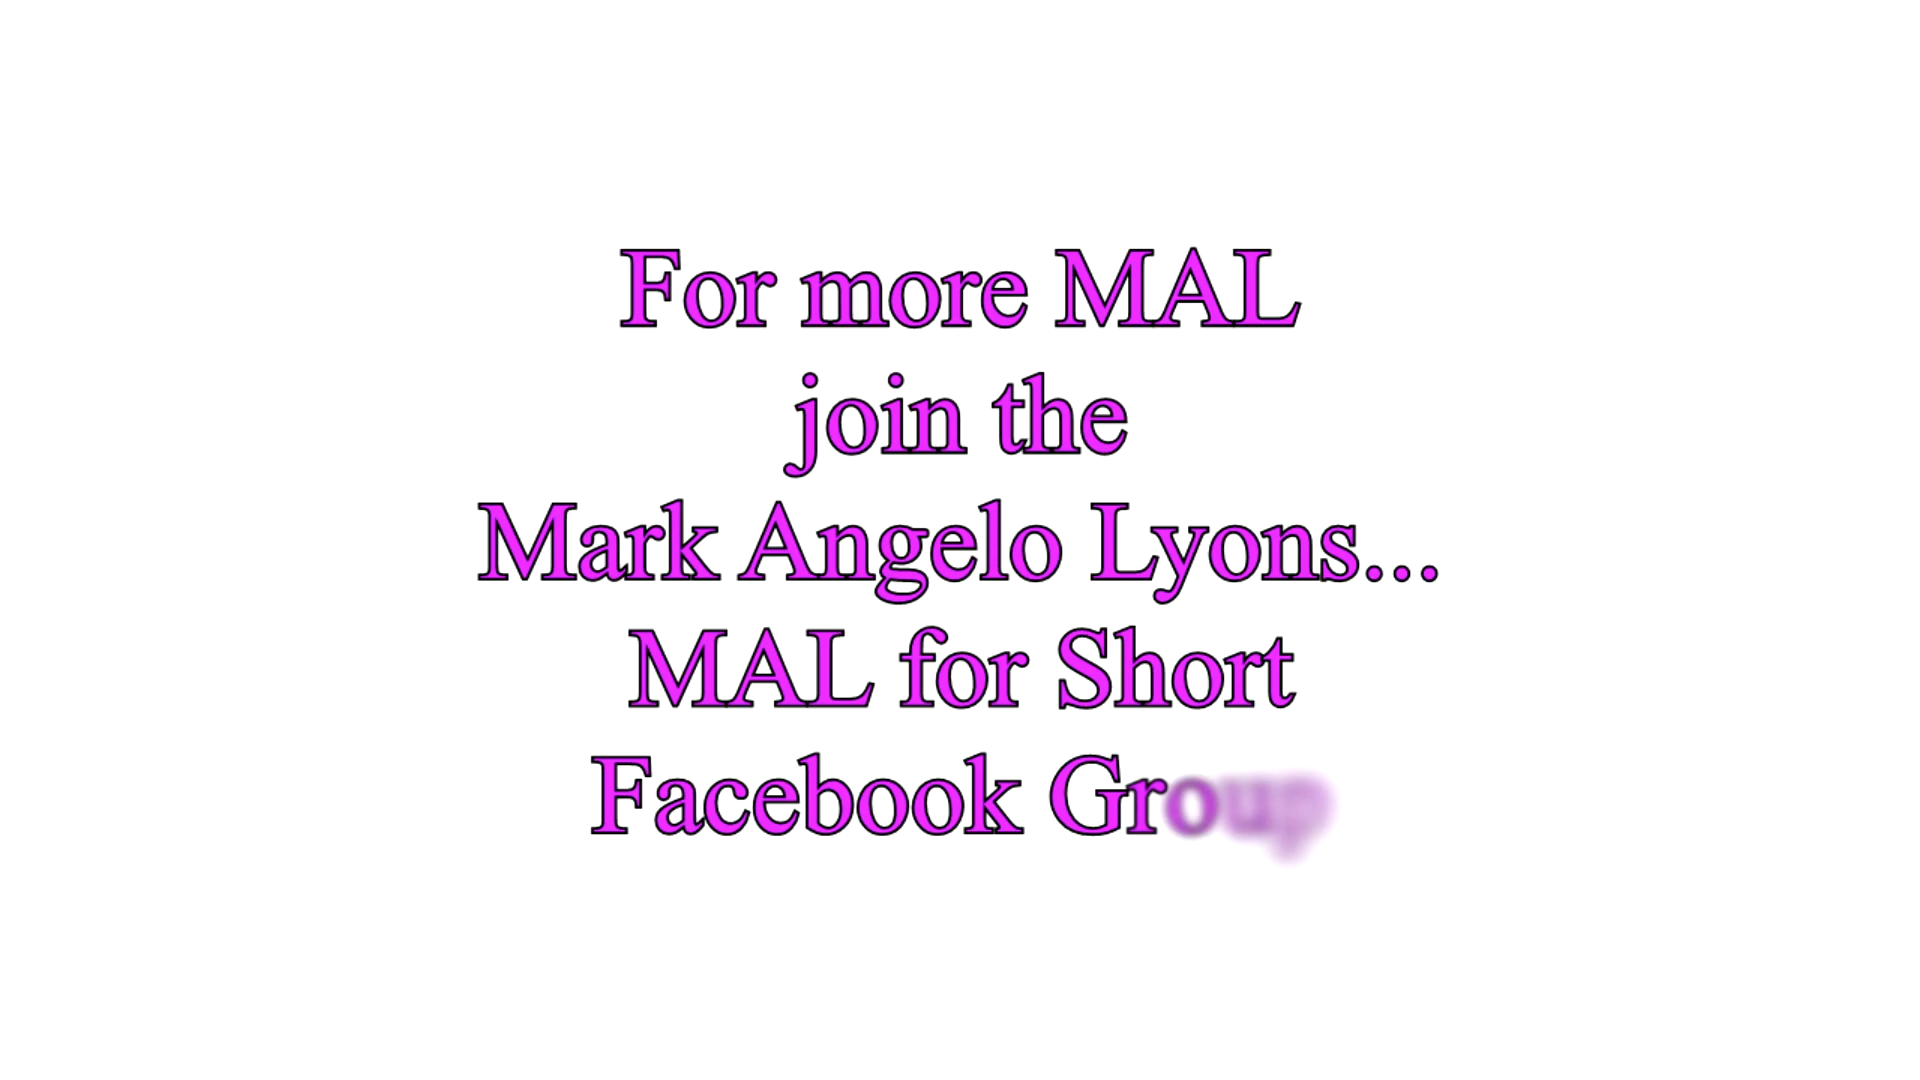 For more MAL
join the
Mark Angelo Lyons...
MAL for Short
Facebook Group